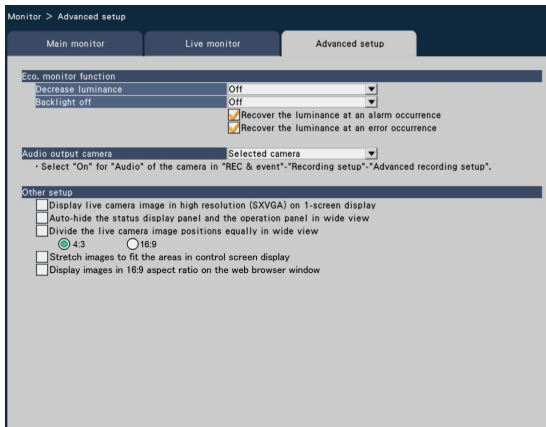 Monitor > Advanced setup
Main monitor Live monitor Advanced setup
Eco. monitor function
Decrease luminance Off
Backlight off Off
Recover the luminance at an alarm occurrence
Recover the luminance at an error occurrence
Audio output camera Selected camera
・Select "On" for "Audio" of the camera in "REC & event"-"Recording setup"-"Advanced recording setup".
Other setup
Display live camera image in high resolution (SXVGA) on 1-screen display
Auto-hide the status display panel and the operation panel in wide view
Divide the live camera image positions equally in wide view
4:3 16:9
Stretch images to fit the areas in control screen display
Display images in 16:9 aspect ratio on the web browser window